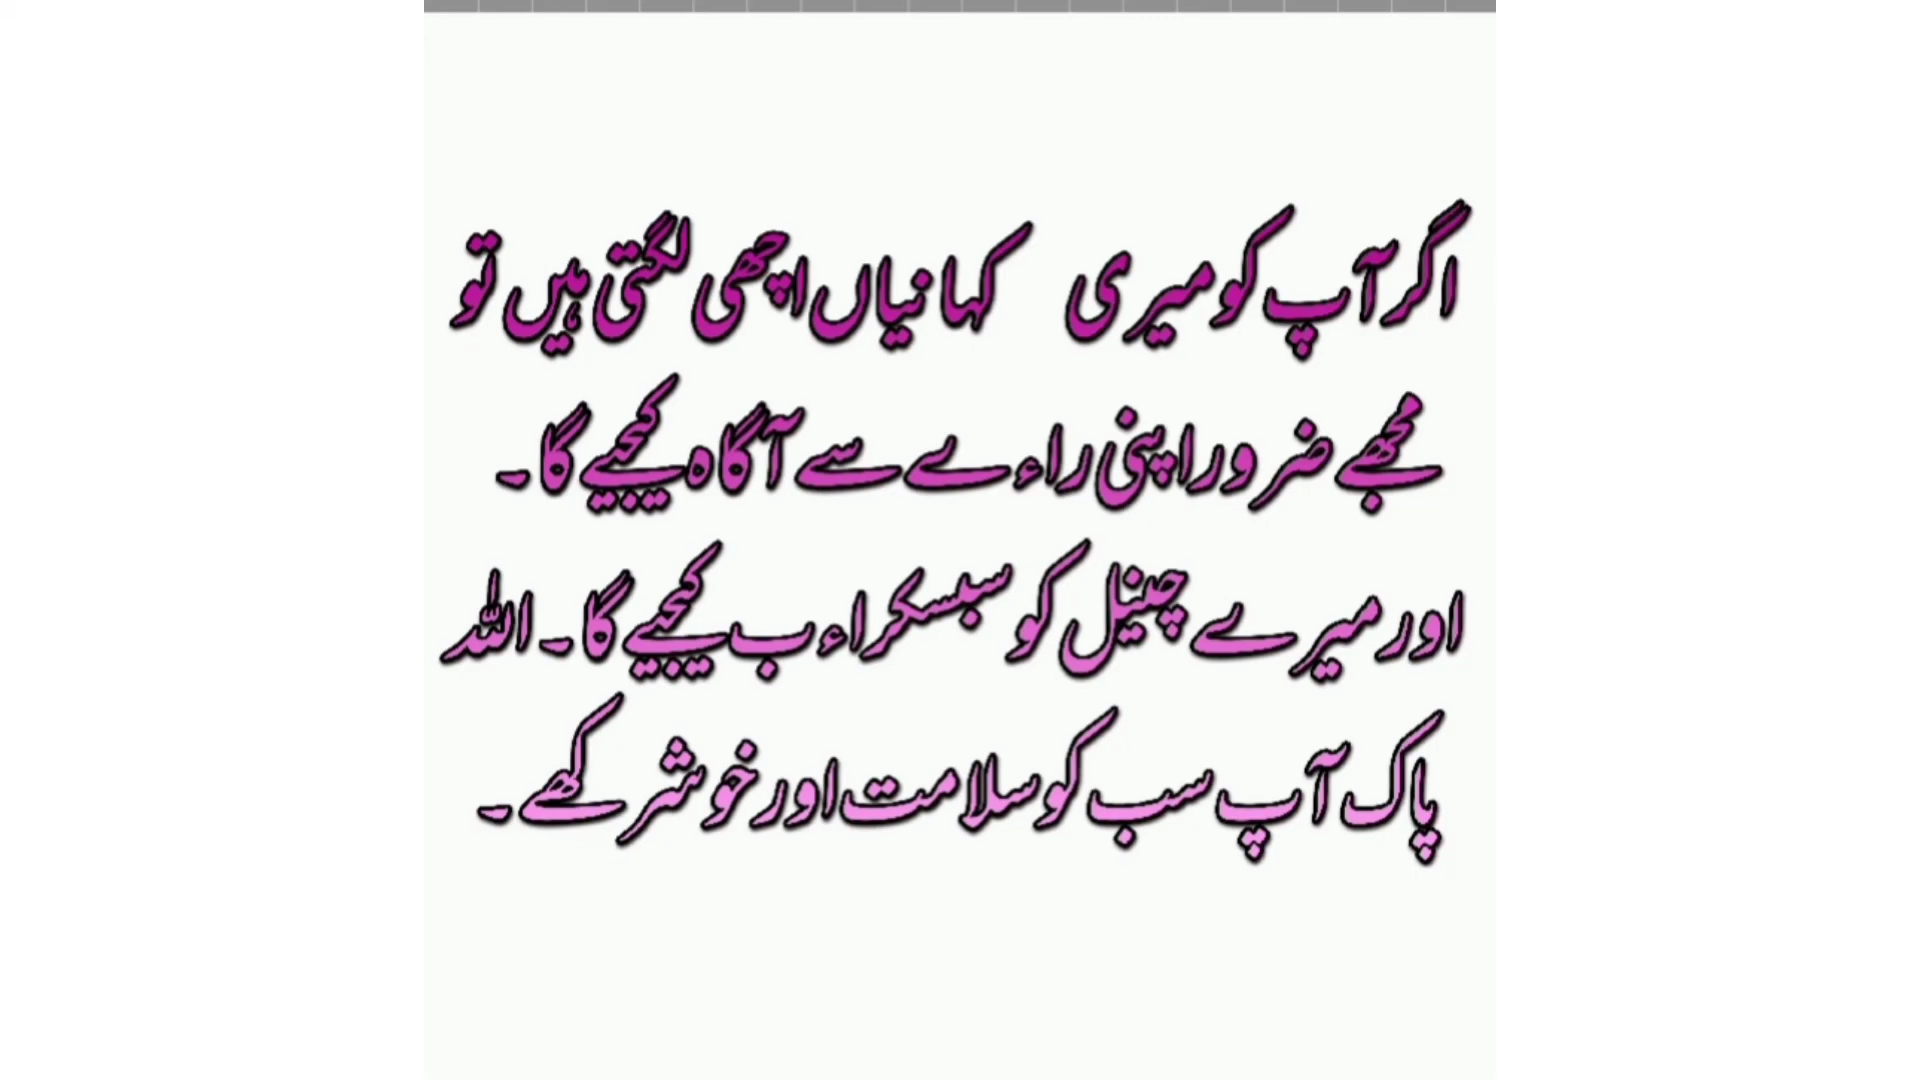 اگر آپ کو میری کہانیاں اچھی لگتی ہیں تو
مجھے ضرور اپنی راءے سے آگاہ کیجیے گا۔
اور میرے چینیل کو سبسکراءب کیجیے گا۔ اللہ
پاک آپ سب کو سلامت اور خوش رکھے۔